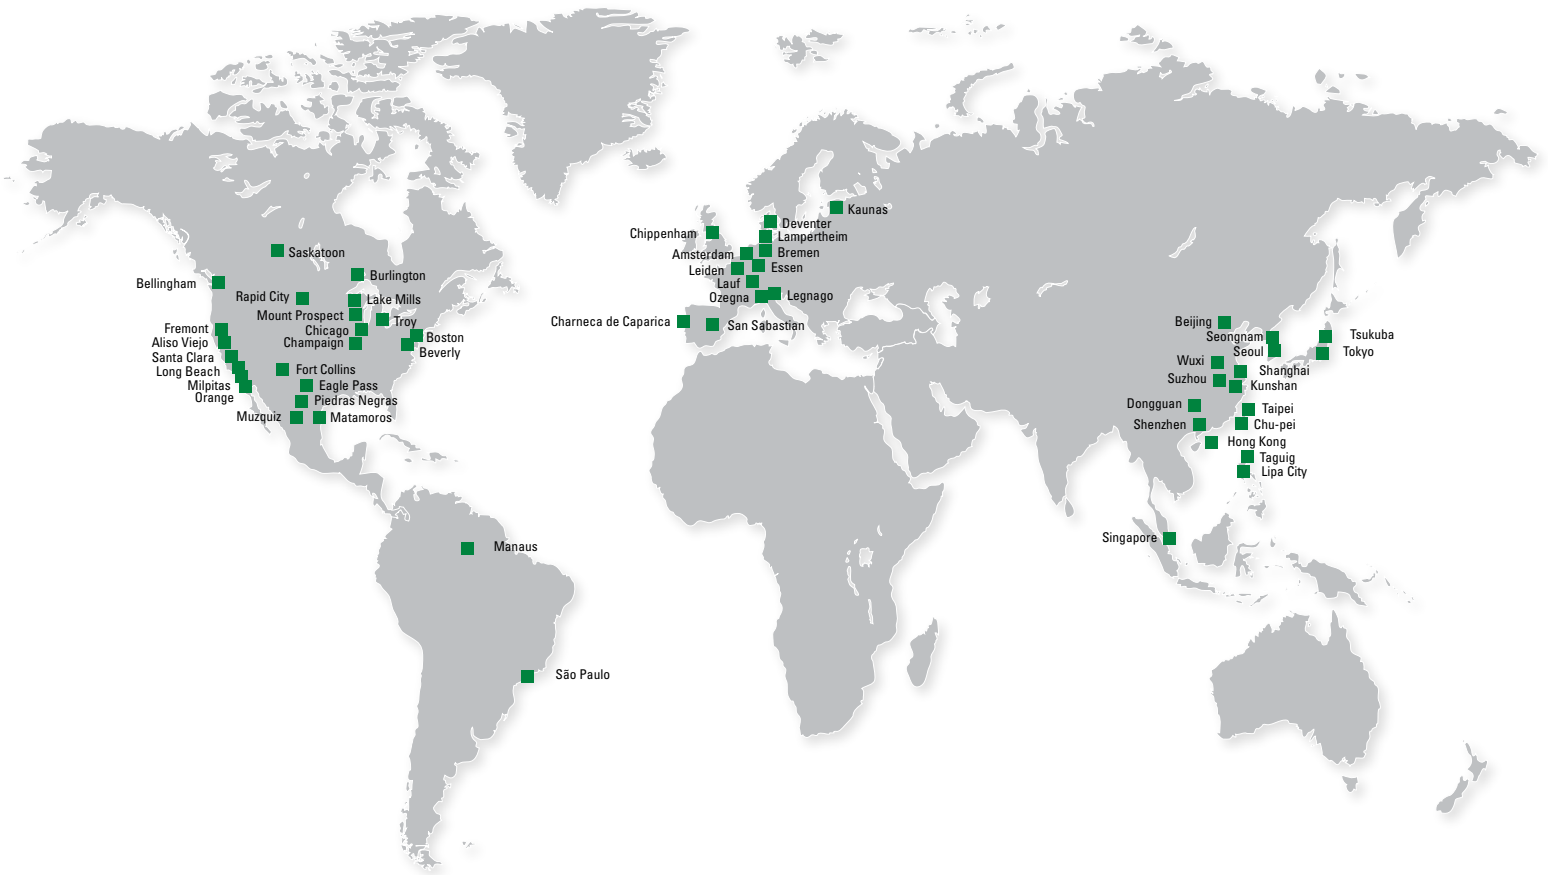 Kaunas
Deventer
Chippenham
Lampertheim
Saskatoon
Amsterdam
Bremen
Leiden
Essen
Burlington
Bellingham
Lauf
Rapid City
Ozegna
Legnago
Lake Mills
Mount Prospect
Troy
Charneca de Caparica
San Sabastian
Beijing
Fremont
Chicago
Boston
Seongnam
Tsukuba
Aliso Viejo
Champaign
Beverly
Seoul
Tokyo
Santa Clara
Wuxi
Long Beach
Fort Collins
Shanghai
Suzhou
Milpitas
Eagle Pass
Kunshan
Orange
Piedras Negras
Dongguan
Taipei
Muzquiz
Matamoros
Shenzhen
Chu-pei
Hong Kong
Taguig
Lipa City
Singapore
Manaus
São Paulo